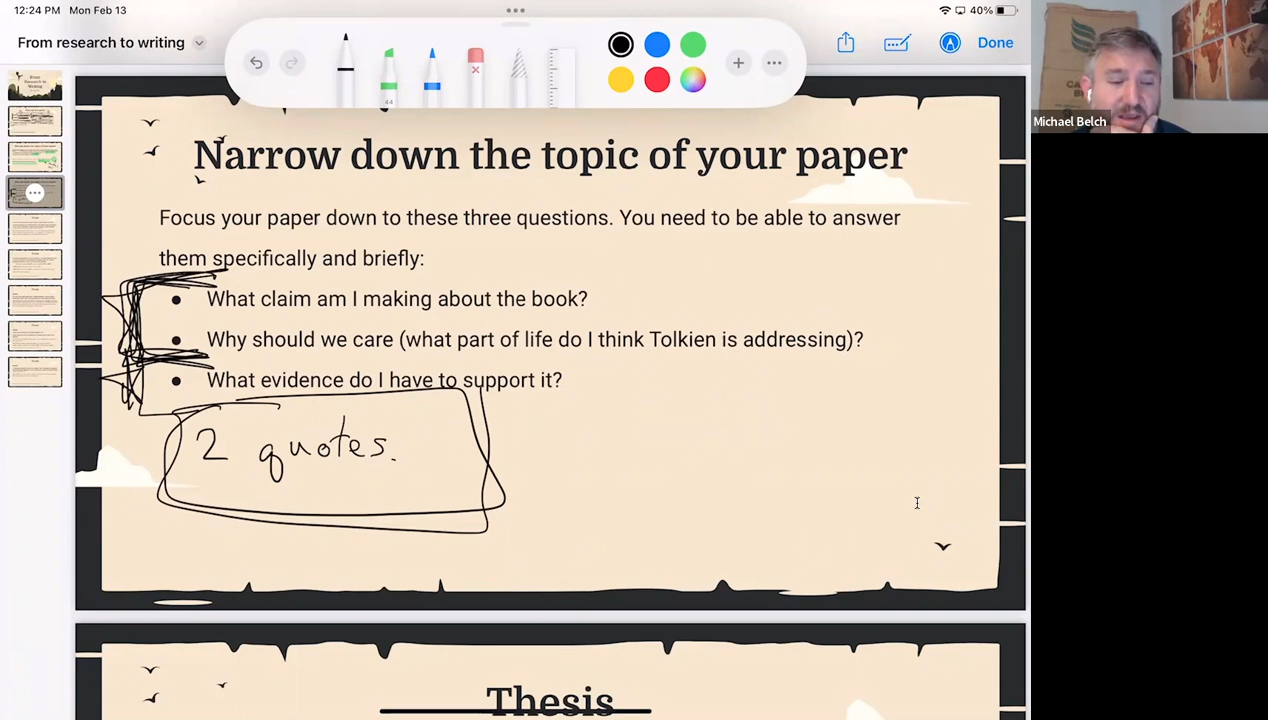 12:24 PM Mon Feb 13
40%
From research to writing
Done
44
Michael Belch
Narrow down the topic of your paper
Focus your paper down to these three questions. You need to be able to answer
them specifically and briefly:
● What claim am I making about the book?
● Why should we care (what part of life do I think Tolkien is addressing)?
● What evidence do I have to support it?
2 quotes.
Thesis